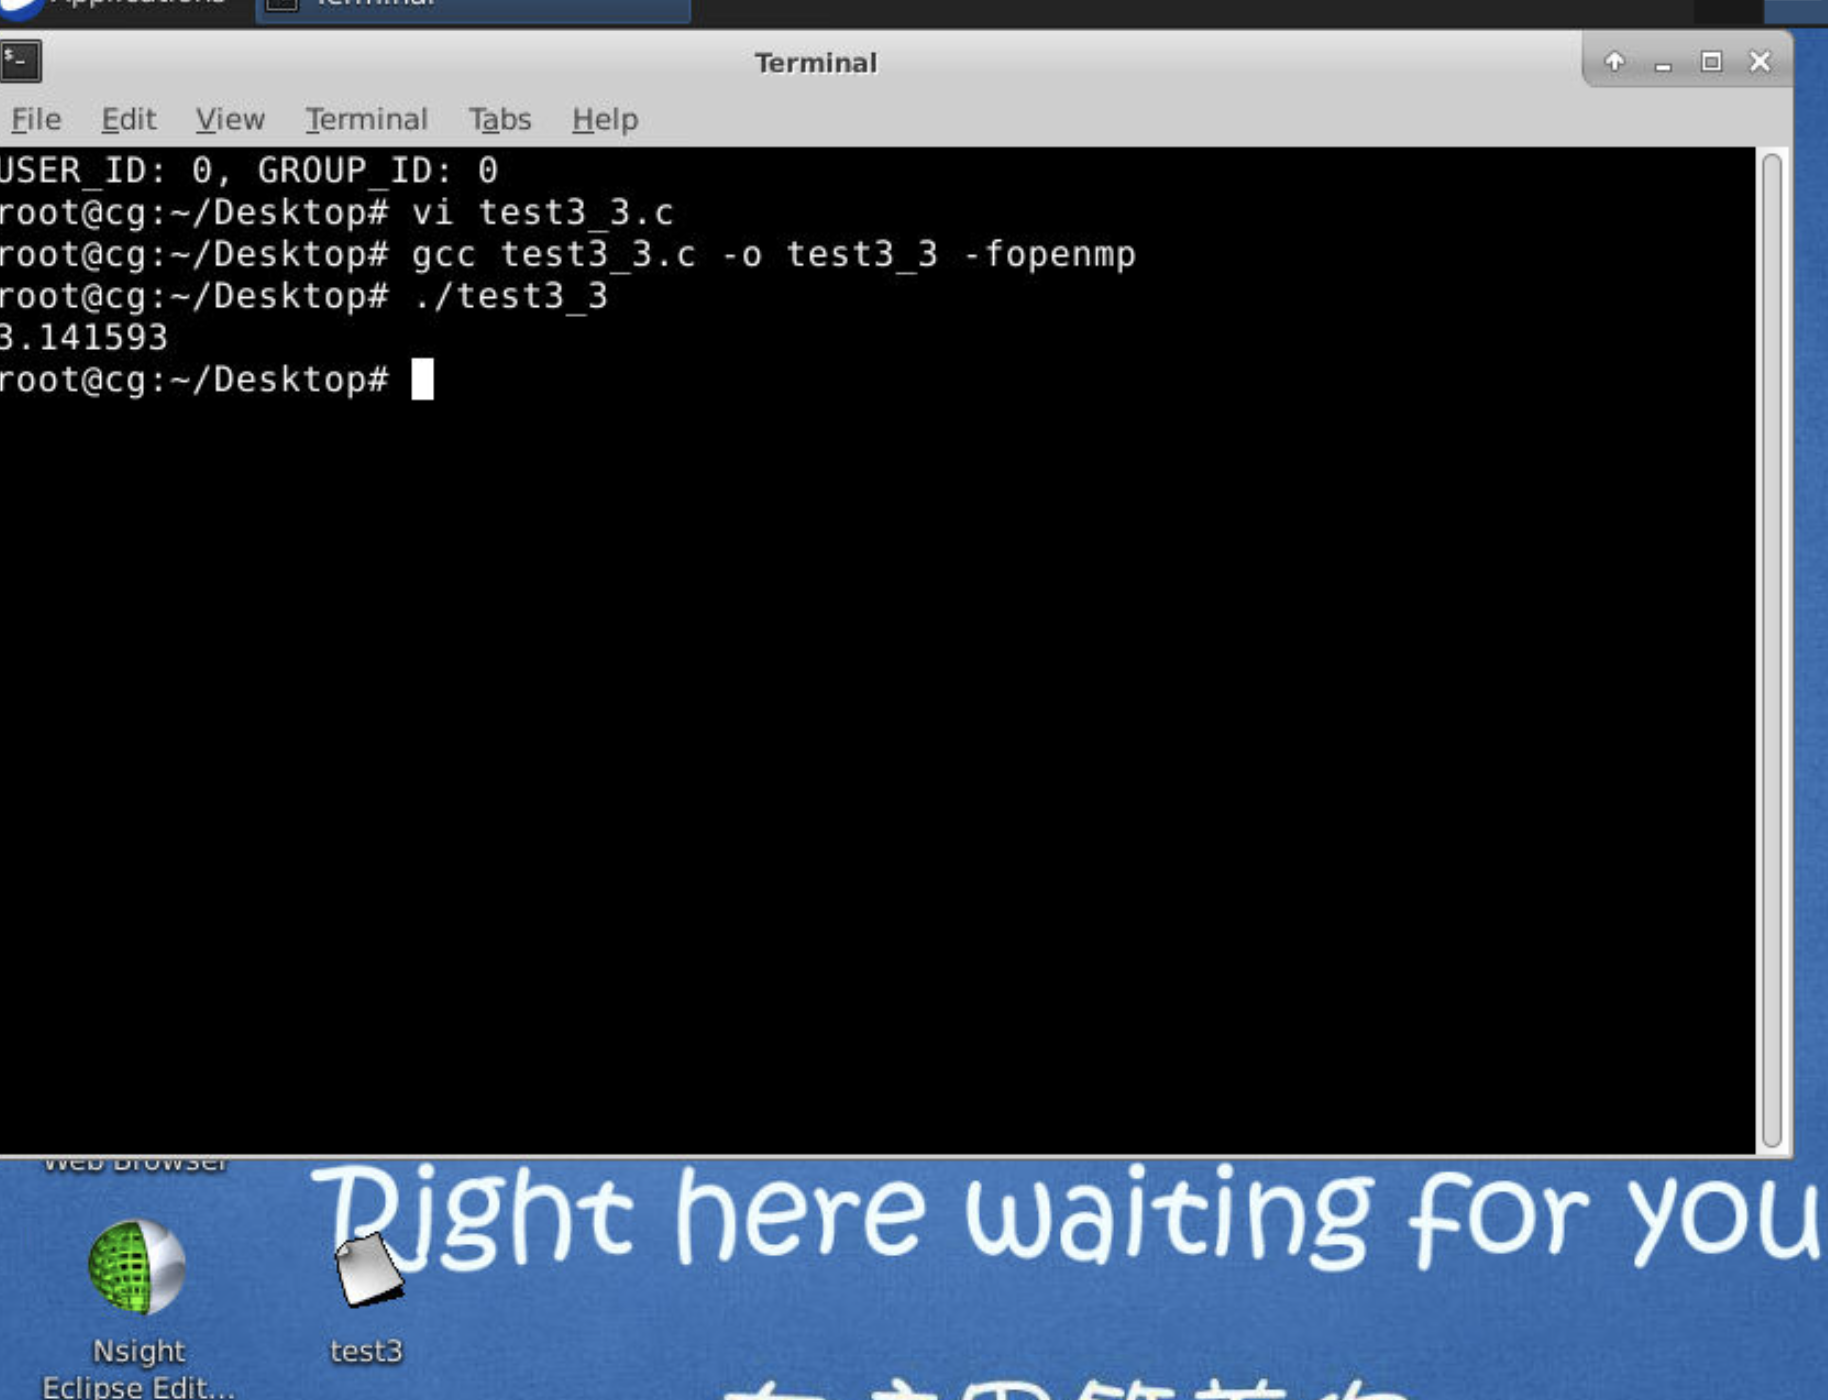 Applications
Terminal
Terminal
File Edit View Terminal Tabs Help
USER_ID: 0, GROUP_ID: 0
root@cg:~/Desktop# vi test3_3.c
root@cg:~/Desktop# gcc test3_3.c -o test3_3 -fopenmp
root@cg:~/Desktop# ./test3_3
3.141593
root@cg:~/Desktop#
Web Browser
Right here waiting for you
Nsight
Eclipse Edit...
test3